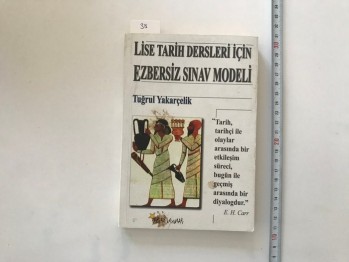 38
LİSE TARİH DERSLERİ İÇİN
EZBERSİZ SINAV MODELİ
Tuğrul Yakarçelik
"Tarih,
tarihçi ile
olaylar
arasında bir
etkileşim
süreci,
bugün ile
geçmiş
arasında bir
diyalogdur."
E. H. Carr